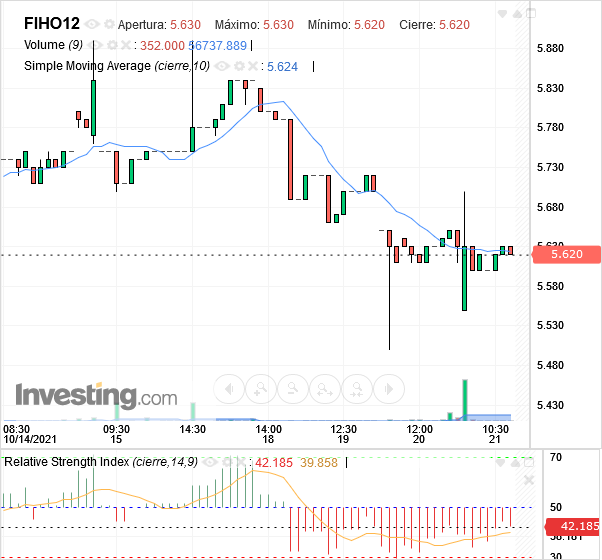 FIHO12 Apertura: 5.630 Máximo: 5.630 Mínimo: 5.620 Cierre: 5.620
Volume (9) : 352.000 56737.889
Simple Moving Average (cierre,10) : 5.624
5.880
5.830
5.780
5.730
5.680
5.630
5.620
5.580
5.530
5.480
5.430
Investing.com
08:30 09:30 14:30 14:00 12:30 12:00 10:30
10/14/2021 15 18 19 20 21
Relative Strength Index (cierre,14,9) : 42.185 39.858
70
50
42.185
30